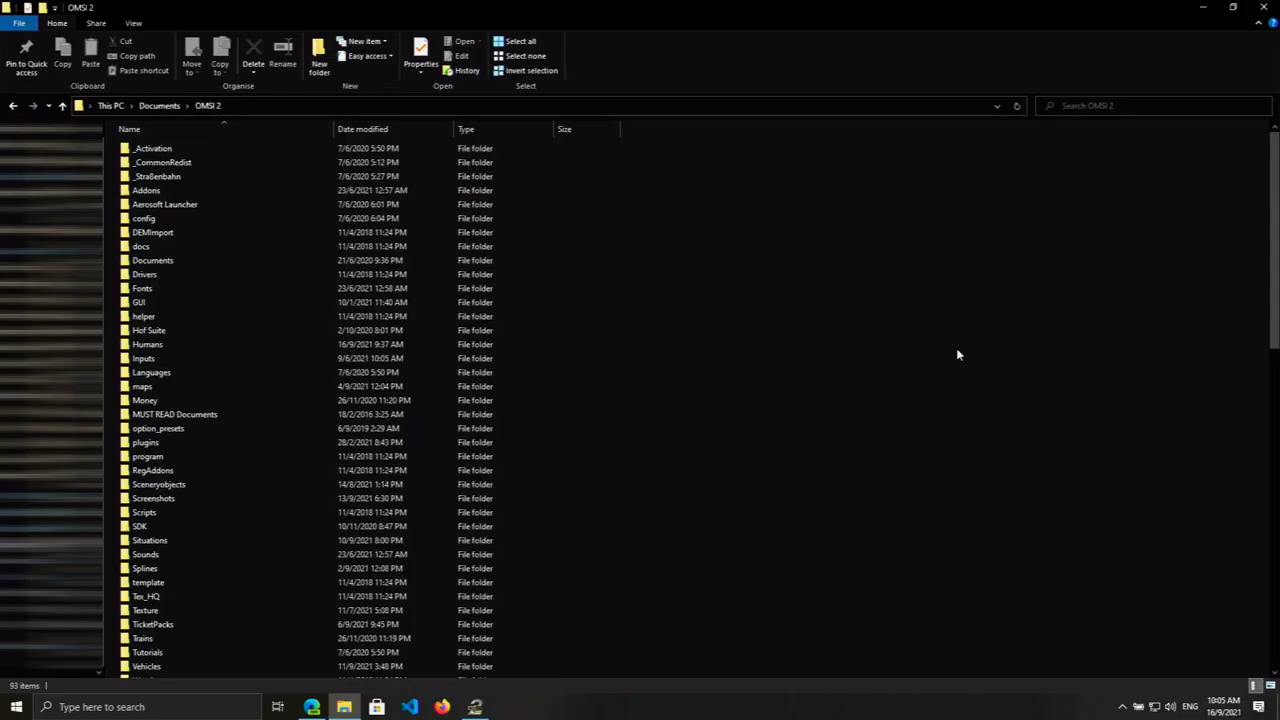 OMSI 2
File Home Share View
Pin to Quick access
Copy
Paste
Cut
Copy path
Paste shortcut
Clipboard
Move to
Copy to
Delete
Rename
Organise
New folder
New item
Easy access
New
Properties
Open
Edit
History
Open
Select all
Select none
Invert selection
Select
This PC > Documents > OMSI 2
Search OMSI 2
Name Date modified Type Size
_Activation 7/6/2020 5:50 PM File folder
_CommonRedist 7/6/2020 5:12 PM File folder
_Straßenbahn 7/6/2020 5:27 PM File folder
Addons 23/6/2021 12:57 AM File folder
Aerosoft Launcher 7/6/2020 6:01 PM File folder
config 7/6/2020 6:04 PM File folder
DEMImport 11/4/2018 11:24 PM File folder
docs 11/4/2018 11:24 PM File folder
Documents 21/6/2020 9:36 PM File folder
Drivers 11/4/2018 11:24 PM File folder
Fonts 23/6/2021 12:58 AM File folder
GUI 10/1/2021 11:40 AM File folder
helper 11/4/2018 11:24 PM File folder
Hof Suite 2/10/2020 8:01 PM File folder
Humans 16/9/2021 9:37 AM File folder
Inputs 9/6/2021 10:05 AM File folder
Languages 7/6/2020 5:50 PM File folder
maps 4/9/2021 12:04 PM File folder
Money 26/11/2020 11:20 PM File folder
MUST READ Documents 18/2/2016 3:25 AM File folder
option_presets 6/9/2019 2:29 AM File folder
plugins 28/2/2021 8:43 PM File folder
program 11/4/2018 11:24 PM File folder
RegAddons 11/4/2018 11:24 PM File folder
Sceneryobjects 14/8/2021 1:14 PM File folder
Screenshots 13/9/2021 6:30 PM File folder
Scripts 11/4/2018 11:24 PM File folder
SDK 10/11/2020 8:47 PM File folder
Situations 10/9/2021 8:00 PM File folder
Sounds 23/6/2021 12:57 AM File folder
Splines 2/9/2021 12:08 PM File folder
template 11/4/2018 11:24 PM File folder
Tex_HQ 11/4/2018 11:24 PM File folder
Texture 11/7/2021 5:08 PM File folder
TicketPacks 6/9/2021 9:45 PM File folder
Trains 26/11/2020 11:19 PM File folder
Tutorials 7/6/2020 5:50 PM File folder
Vehicles 11/9/2021 3:48 PM File folder
93 items
Type here to search
ENG
10:05 AM
16/9/2021